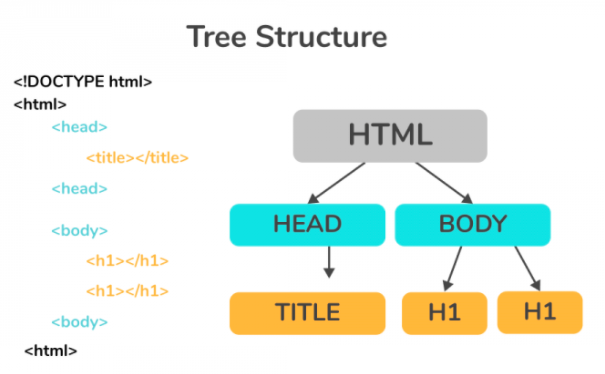 Tree Structure
<!DOCTYPE html>
<html>
<head>
<title></title>
<head>
<body>
<h1></h1>
<h1></h1>
<body>
<html>
HTML
HEAD
BODY
TITLE
H1
H1